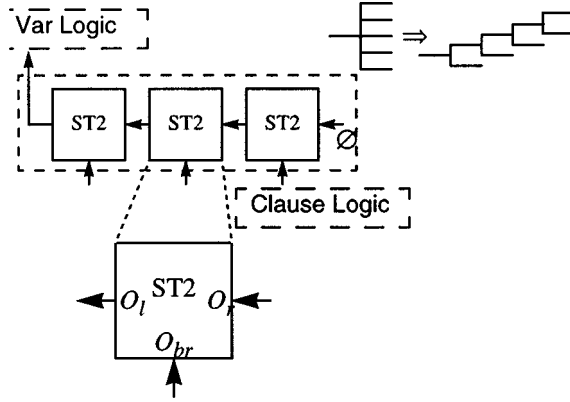 Var Logic
ST2 ST2 ST2 Ø
Clause Logic
ST2
O_l O_r
O_br